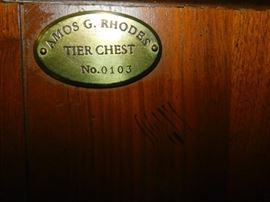 AMOS G. RHODES
TIER CHEST
No.0103